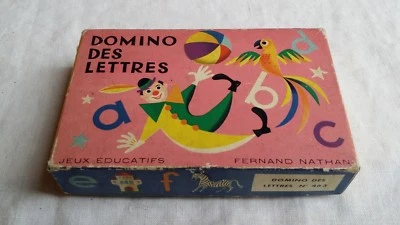 DOMINO
DES
LETTRES
a
b
c
d
JEUX EDUCATIFS
FERNAND NATHAN
e
f
DOMINO DES
LETTRES N°